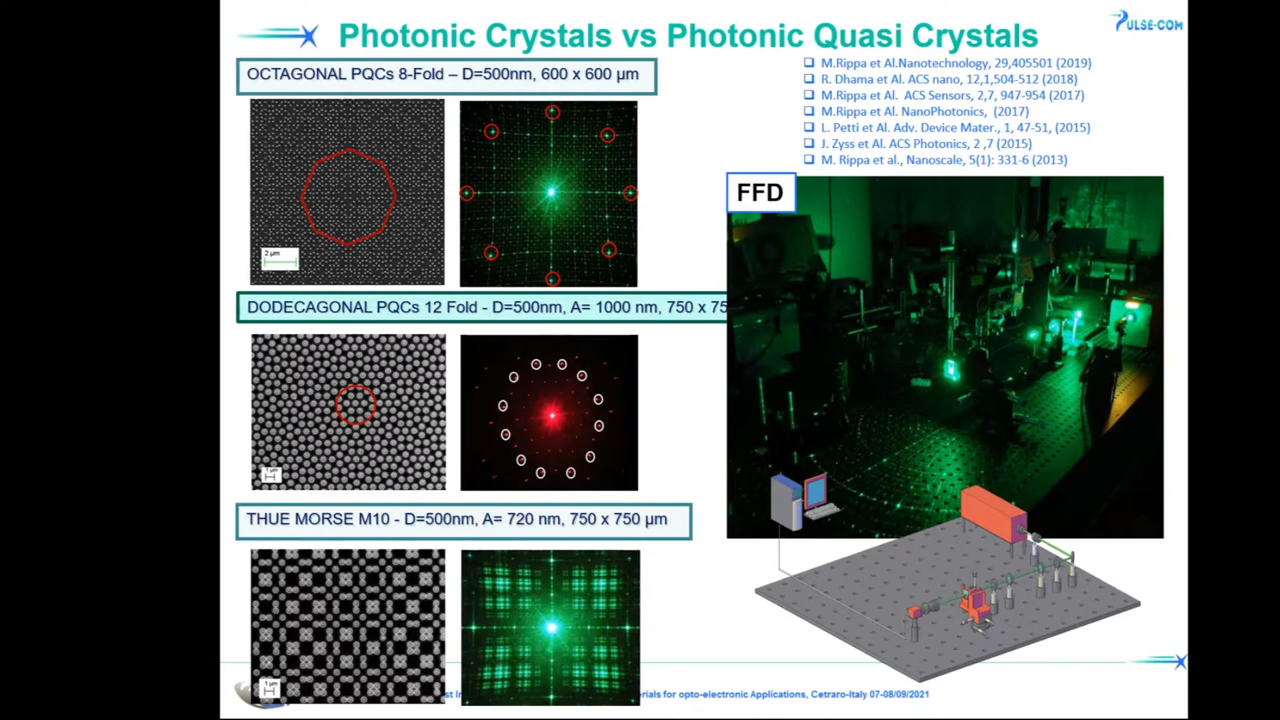 Photonic Crystals vs Photonic Quasi Crystals
PULSE-COM
OCTAGONAL PQCs 8-Fold – D=500nm, 600 x 600 µm
❑ M.Rippa et Al.Nanotechnology, 29,405501 (2019)
❑ R. Dhama et Al. ACS nano, 12,1,504-512 (2018)
❑ M.Rippa et Al. ACS Sensors, 2,7, 947-954 (2017)
❑ M.Rippa et Al. NanoPhotonics, (2017)
❑ L. Petti et Al. Adv. Device Mater., 1, 47-51, (2015)
❑ J. Zyss et Al. ACS Photonics, 2 ,7 (2015)
❑ M. Rippa et al., Nanoscale, 5(1): 331-6 (2013)
FFD
2 µm
DODECAGONAL PQCs 12 Fold - D=500nm, A= 1000 nm, 750 x 75
1 µm
THUE MORSE M10 - D=500nm, A= 720 nm, 750 x 750 µm
1 µm
st In
rials for opto-electronic Applications, Cetraro-Italy 07-08/09/2021